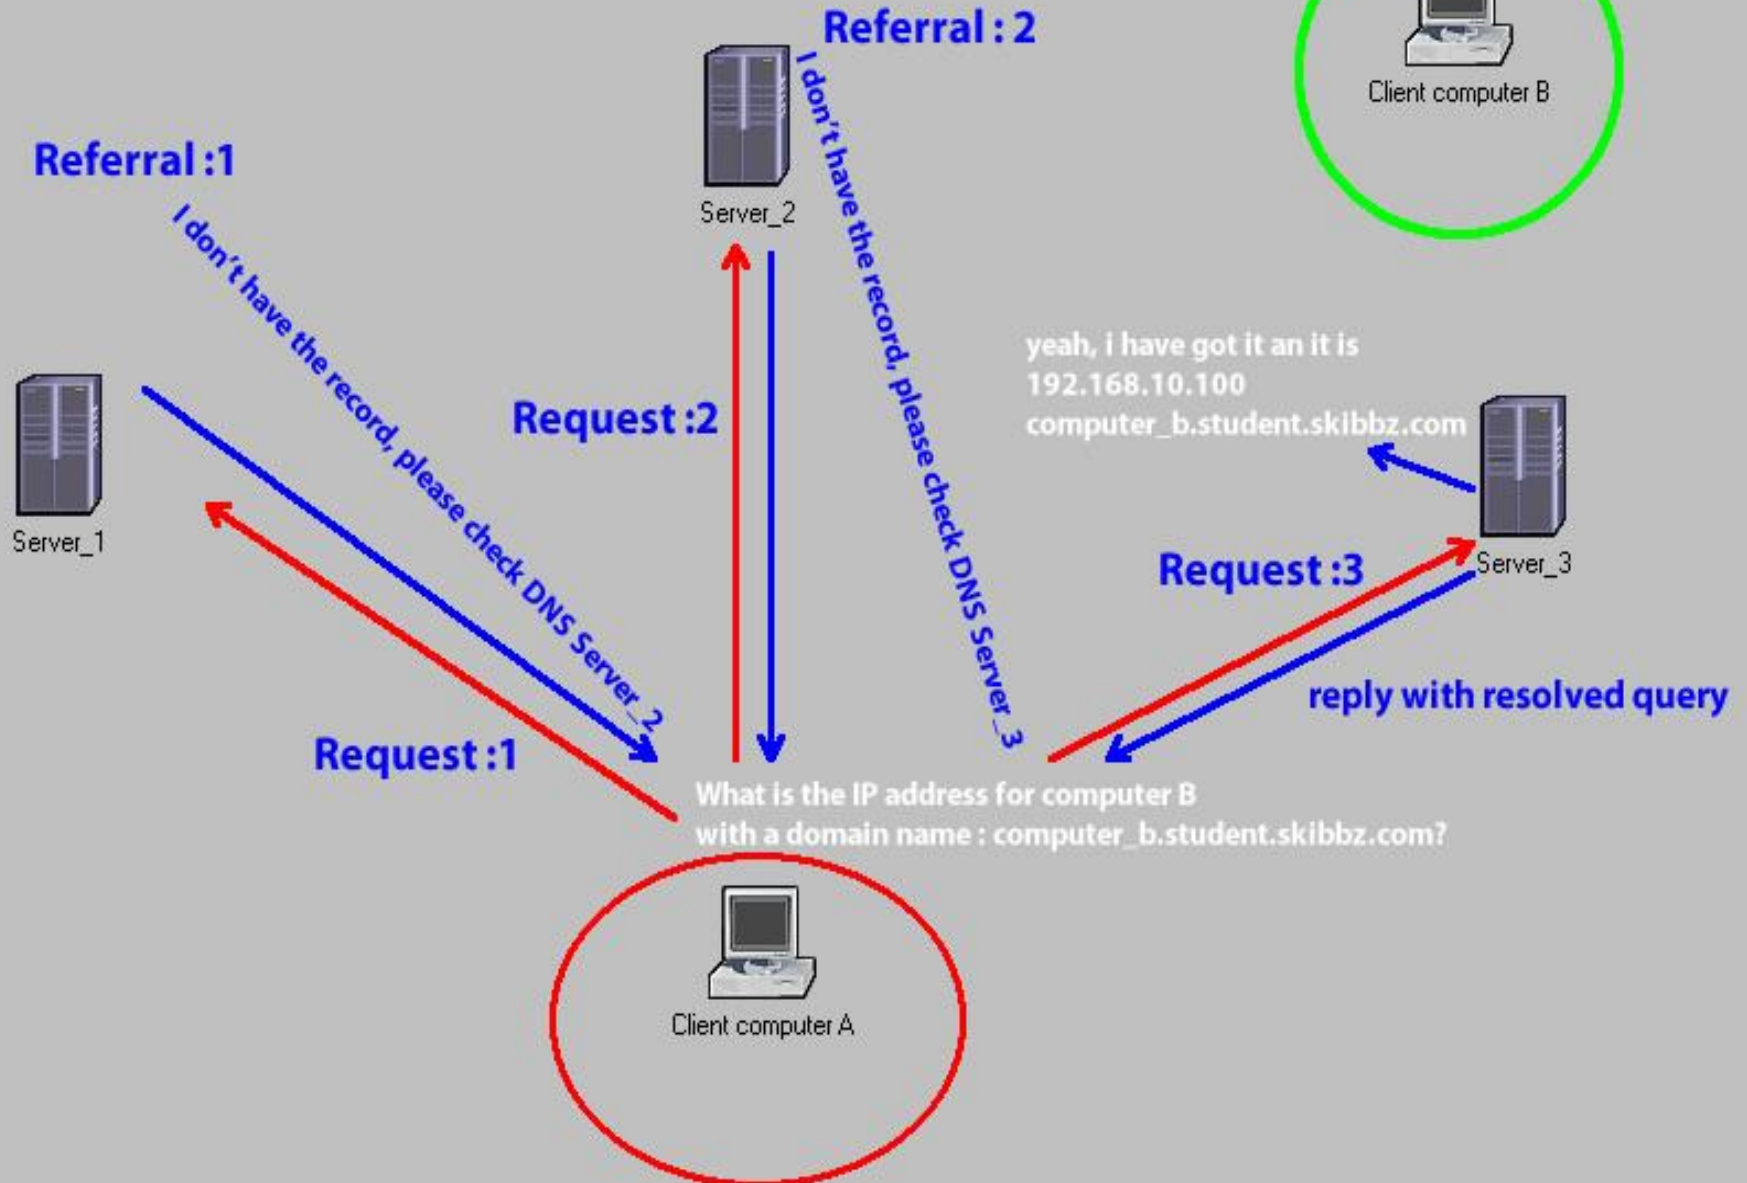 Referral : 2
Client computer B
Referral :1
I don't have the record, please check DNS Server_2
Server_2
I don't have the record, please check DNS Server_3
yeah, i have got it an it is
192.168.10.100
computer_b.student.skibbz.com
Request :2
Server_1
Request :3
Server_3
reply with resolved query
Request :1
What is the IP address for computer B
with a domain name : computer_b.student.skibbz.com?
Client computer A